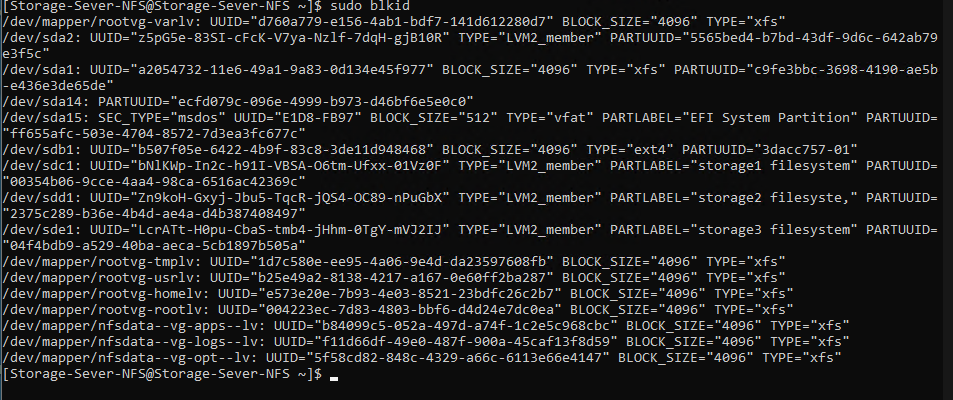 [Storage-Sever-NFS@Storage-Sever-NFS ~]$ sudo blkid
/dev/mapper/rootvg-varlv: UUID="d760a779-e156-4ab1-bdf7-141d612280d7" BLOCK_SIZE="4096" TYPE="xfs"
/dev/sda2: UUID="z5pG5e-83SI-cFcK-V7ya-Nzlf-7dqH-gjB10R" TYPE="LVM2_member" PARTUUID="5565bed4-b7bd-43df-9d6c-642ab79
e3f5c"
/dev/sda1: UUID="a2054732-11e6-49a1-9a83-0d134e45f977" BLOCK_SIZE="4096" TYPE="xfs" PARTUUID="c9fe3bbc-3698-4190-ae5b
-e436e3de65de"
/dev/sda14: PARTUUID="ecfd079c-096e-4999-b973-d46bf6e5e0c0"
/dev/sda15: SEC_TYPE="msdos" UUID="E1D8-FB97" BLOCK_SIZE="512" TYPE="vfat" PARTLABEL="EFI System Partition" PARTUUID=
"ff655afc-503e-4704-8572-7d3ea3fc677c"
/dev/sdb1: UUID="b507f05e-6422-4b9f-83c8-3de11d948468" BLOCK_SIZE="4096" TYPE="ext4" PARTUUID="3dacc757-01"
/dev/sdc1: UUID="bNlKWp-In2c-h91I-VBSA-O6tm-Ufxx-01Vz0F" TYPE="LVM2_member" PARTLABEL="storage1 filesystem" PARTUUID=
"00354b06-9cce-4aa4-98ca-6516ac42369c"
/dev/sdd1: UUID="Zn9koH-Gxyj-Jbu5-TqcR-jQS4-OC89-nPuGbX" TYPE="LVM2_member" PARTLABEL="storage2 filesyste," PARTUUID=
"2375c289-b36e-4b4d-ae4a-d4b387408497"
/dev/sde1: UUID="LcrATt-H0pu-CbaS-tmb4-jHhm-0TgY-mVJ2IJ" TYPE="LVM2_member" PARTLABEL="storage3 filesystem" PARTUUID=
"04f4bdb9-a529-40ba-aeca-5cb1897b505a"
/dev/mapper/rootvg-tmplv: UUID="1d7c580e-ee95-4a06-9e4d-da23597608fb" BLOCK_SIZE="4096" TYPE="xfs"
/dev/mapper/rootvg-usrlv: UUID="b25e49a2-8138-4217-a167-0e60ff2ba287" BLOCK_SIZE="4096" TYPE="xfs"
/dev/mapper/rootvg-homelv: UUID="e573e20e-7b93-4e03-8521-23bdfc26c2b7" BLOCK_SIZE="4096" TYPE="xfs"
/dev/mapper/rootvg-rootlv: UUID="004223ec-7d83-4803-bbf6-d4d24e7dc0ea" BLOCK_SIZE="4096" TYPE="xfs"
/dev/mapper/nfsdata--vg-apps--lv: UUID="b84099c5-052a-497d-a74f-1c2e5c968cbc" BLOCK_SIZE="4096" TYPE="xfs"
/dev/mapper/nfsdata--vg-logs--lv: UUID="f11d66df-49e0-487f-900a-45caf13f8d59" BLOCK_SIZE="4096" TYPE="xfs"
/dev/mapper/nfsdata--vg-opt--lv: UUID="5f58cd82-848c-4329-a66c-6113e66e4147" BLOCK_SIZE="4096" TYPE="xfs"
[Storage-Sever-NFS@Storage-Sever-NFS ~]$